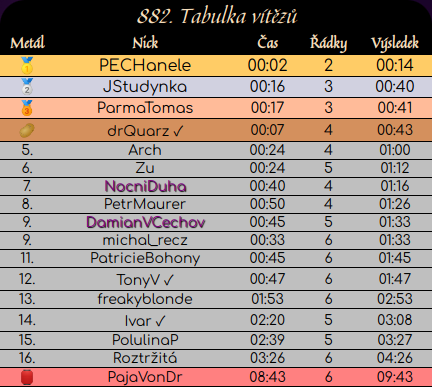 882. Tabulka vítězů
Metál Nick Čas Řádky Výsledek
🥇 PECHanele 00:02 2 00:14
🥈 JStudynka 00:16 3 00:40
🥉 ParmaTomas 00:17 3 00:41
🥔 drQuarz ✓ 00:07 4 00:43
5. Arch 00:24 4 01:00
6. Zu 00:24 5 01:12
7. NocniDuha 00:40 4 01:16
8. PetrMaurer 00:50 4 01:26
9. DamianVCechov 00:45 5 01:33
9. michal_recz 00:33 6 01:33
11. PatricieBohony 00:45 6 01:45
12. TonyV ✓ 00:47 6 01:47
13. freakyblonde 01:53 6 02:53
14. Ivar ✓ 02:20 5 03:08
15. PolulinaP 02:39 5 03:27
16. Roztržitá 03:26 6 04:26
PajaVonDr 08:43 6 09:43